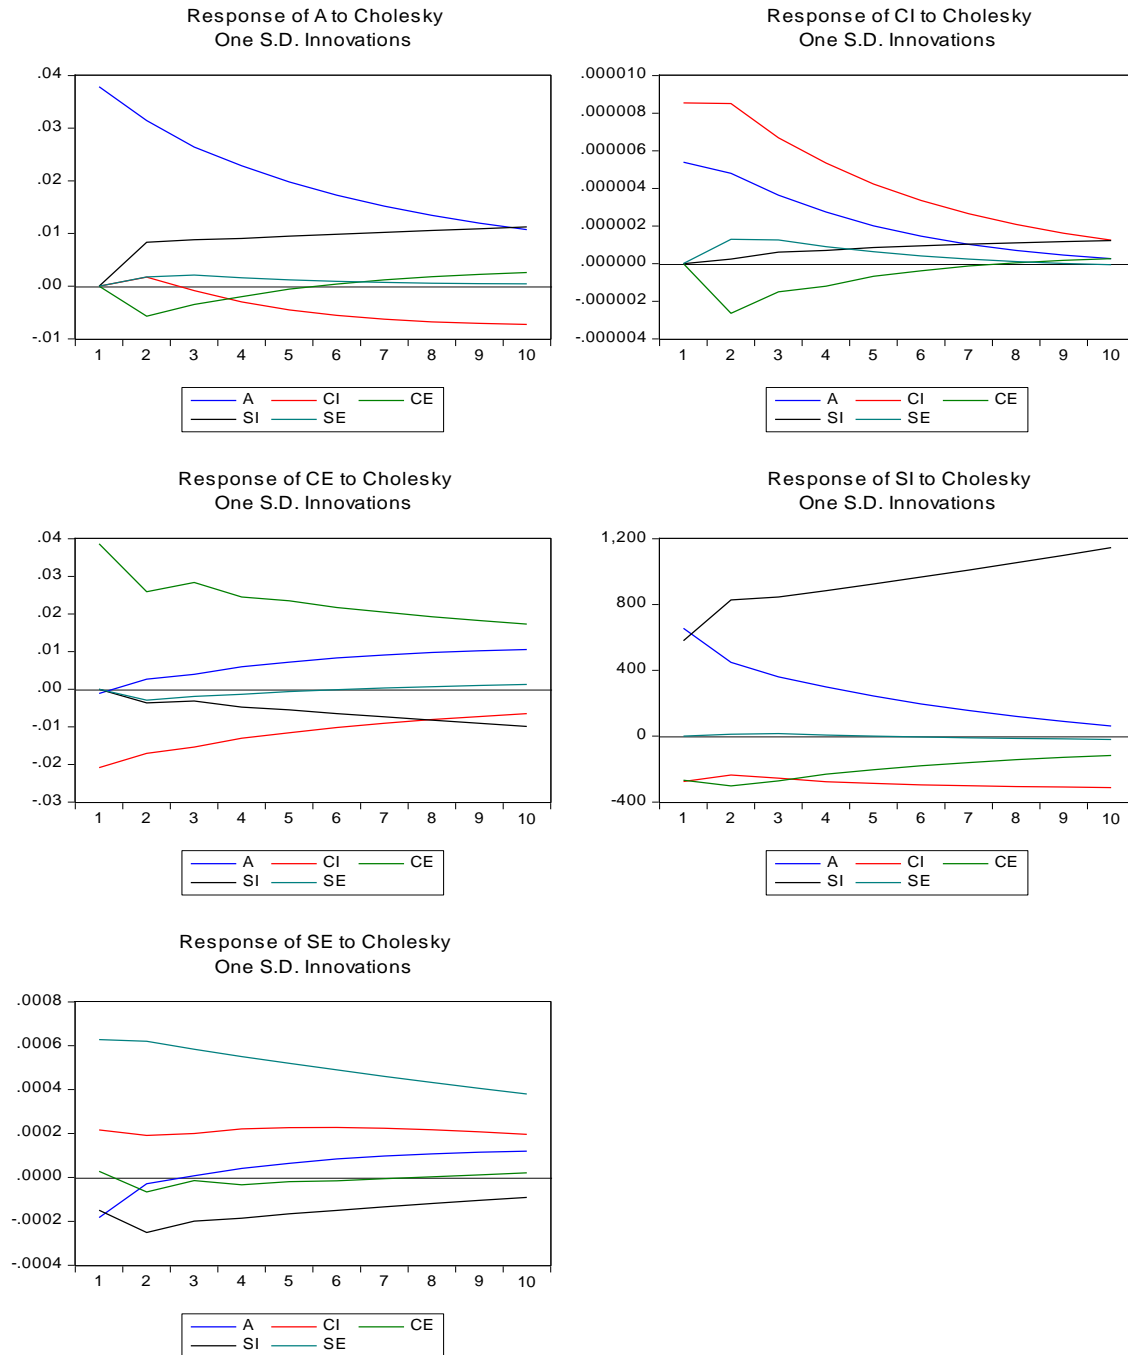 Response of A to Cholesky
One S.D. Innovations
.04
.03
.02
.01
.00
-.01
1 2 3 4 5 6 7 8 9 10
A CI CE
SI SE
Response of CI to Cholesky
One S.D. Innovations
.000010
.000008
.000006
.000004
.000002
.000000
-.000002
-.000004
1 2 3 4 5 6 7 8 9 10
A CI CE
SI SE
Response of CE to Cholesky
One S.D. Innovations
.04
.03
.02
.01
.00
-.01
-.02
-.03
1 2 3 4 5 6 7 8 9 10
A CI CE
SI SE
Response of SI to Cholesky
One S.D. Innovations
1,200
800
400
0
-400
1 2 3 4 5 6 7 8 9 10
A CI CE
SI SE
Response of SE to Cholesky
One S.D. Innovations
.0008
.0006
.0004
.0002
.0000
-.0002
-.0004
1 2 3 4 5 6 7 8 9 10
A CI CE
SI SE